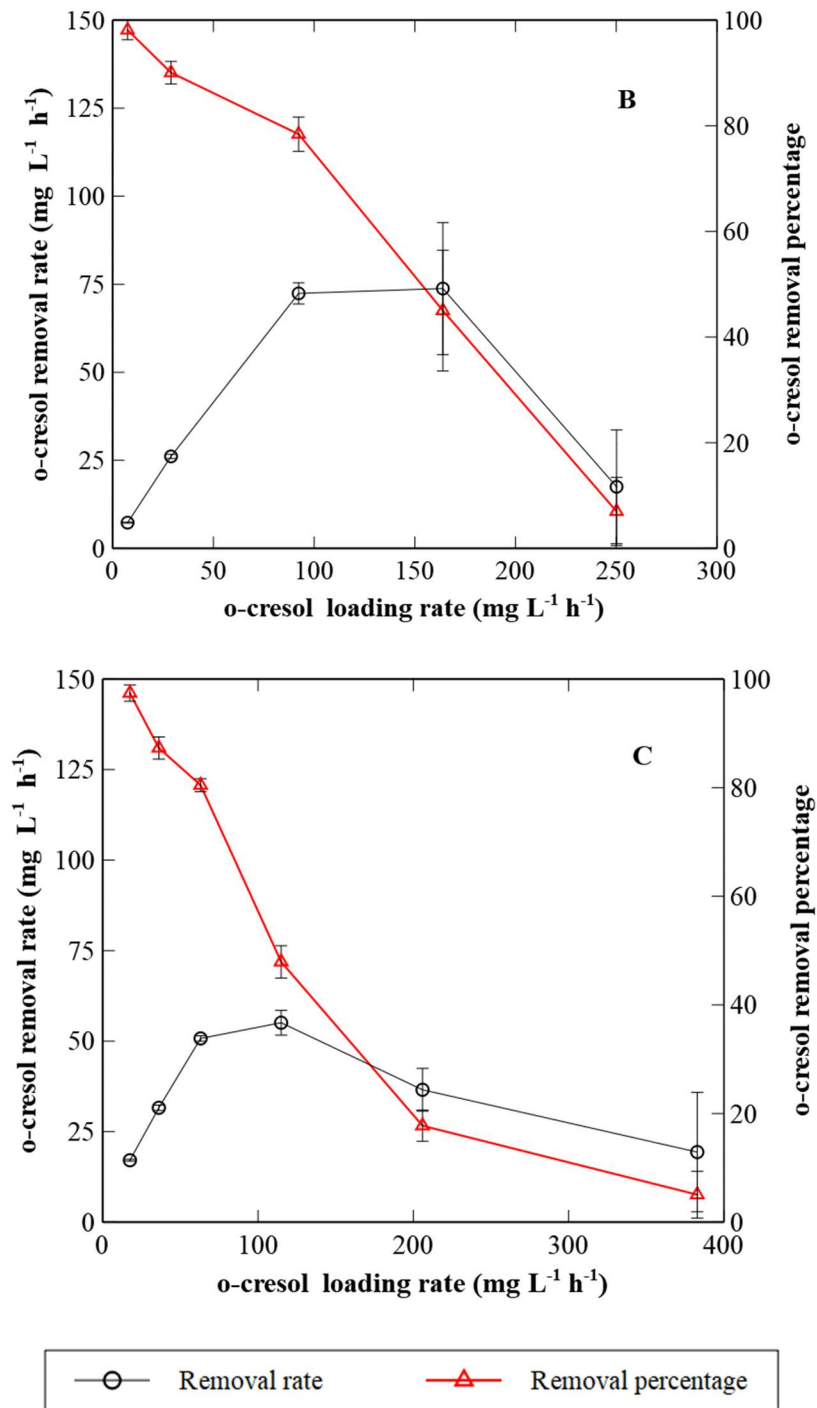 B
o-cresol removal rate (mg L-1 h-1)
150
125
100
75
50
25
0
o-cresol removal percentage
100
80
60
40
20
0
0 50 100 150 200 250 300
o-cresol loading rate (mg L-1 h-1)
C
o-cresol removal rate (mg L-1 h-1)
150
125
100
75
50
25
0
o-cresol removal percentage
100
80
60
40
20
0
0 100 200 300 400
o-cresol loading rate (mg L-1 h-1)
Removal rate Removal percentage